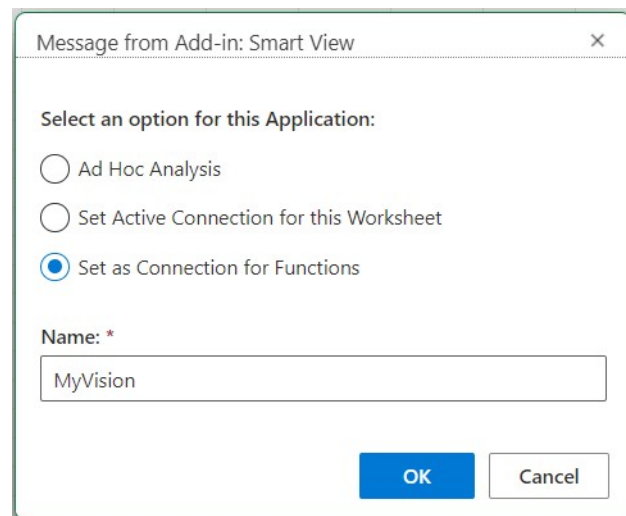 Message from Add-in: Smart View
Select an option for this Application:
Ad Hoc Analysis
Set Active Connection for this Worksheet
Set as Connection for Functions
Name: *
MyVision
OK Cancel